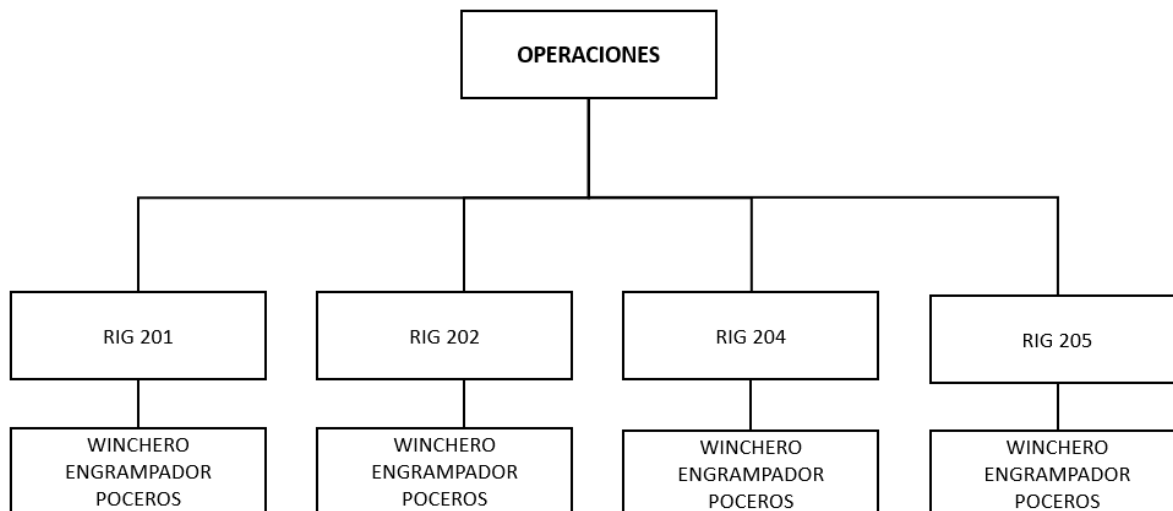 OPERACIONES
RIG 201
RIG 202
RIG 204
RIG 205
WINCHERO
ENGRAMPADOR
POCEROS
WINCHERO
ENGRAMPADOR
POCEROS
WINCHERO
ENGRAMPADOR
POCEROS
WINCHERO
ENGRAMPADOR
POCEROS